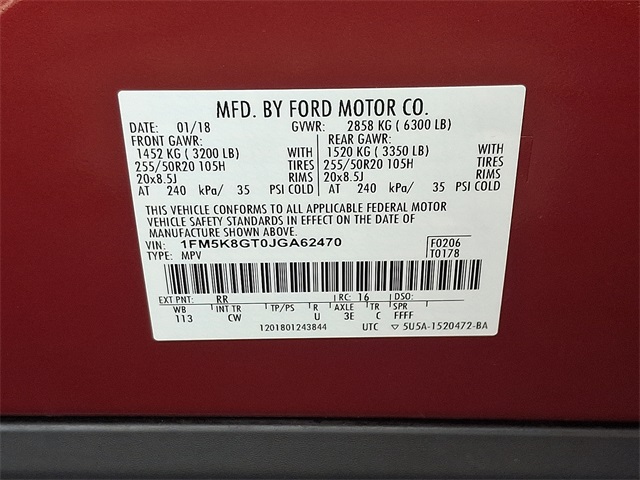 MFD. BY FORD MOTOR CO.
DATE: 01/18 GVWR: 2858 KG ( 6300 LB)
FRONT GAWR: REAR GAWR:
1452 KG ( 3200 LB) WITH 1520 KG ( 3350 LB) WITH
255/50R20 105H TIRES 255/50R20 105H TIRES
20x8.5J RIMS 20x8.5J RIMS
AT 240 kPa/ 35 PSI COLD AT 240 kPa/ 35 PSI COLD
THIS VEHICLE CONFORMS TO ALL APPLICABLE FEDERAL MOTOR
VEHICLE SAFETY STANDARDS IN EFFECT ON THE DATE OF
MANUFACTURE SHOWN ABOVE.
VIN: 1FM5K8GT0JGA62470 F0206
TYPE: MPV T0178
EXT PNT: RR RC: 16 DSO:
WB INT TR TP/PS R AXLE TR SPR
113 CW U 3E C FFFF
1201801243844 UTC ▽ 5U5A-1520472-BA